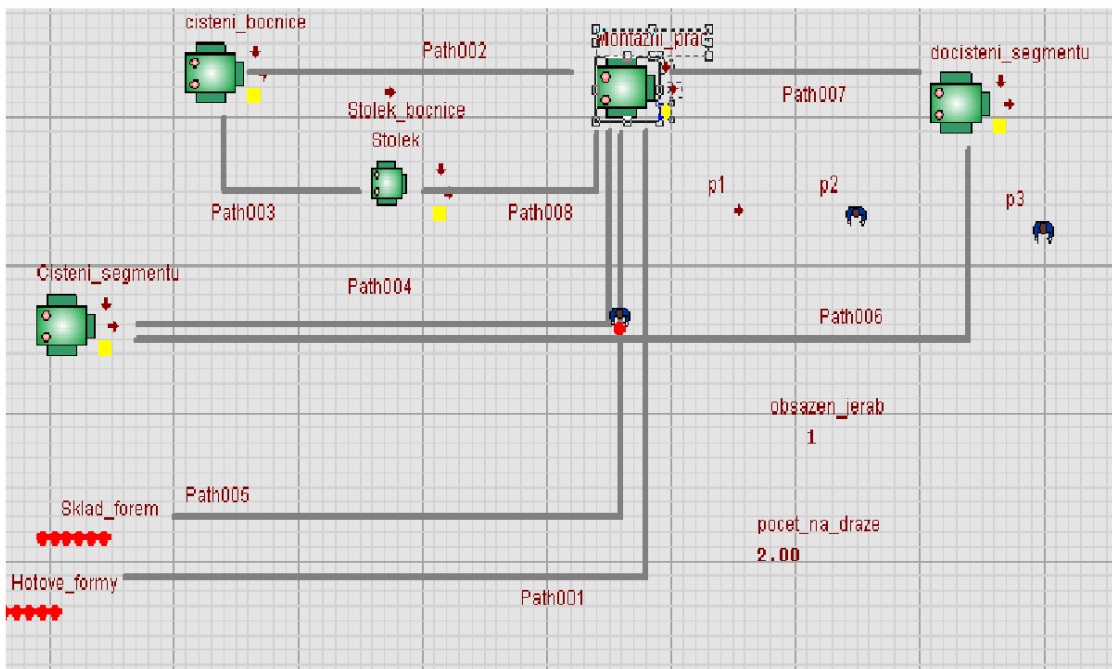 cisteni_bocnice
Path002
docisteni_segmentu
Path007
Stolek_bocnice
Stolek
Path003
Path008
p1
p2
p3
Cisteni_segmentu
Path004
Path006
obsazen_jerab
1
Path005
Sklad_forem
pocet_na_draze
2.00
Hotove_formy
Path001